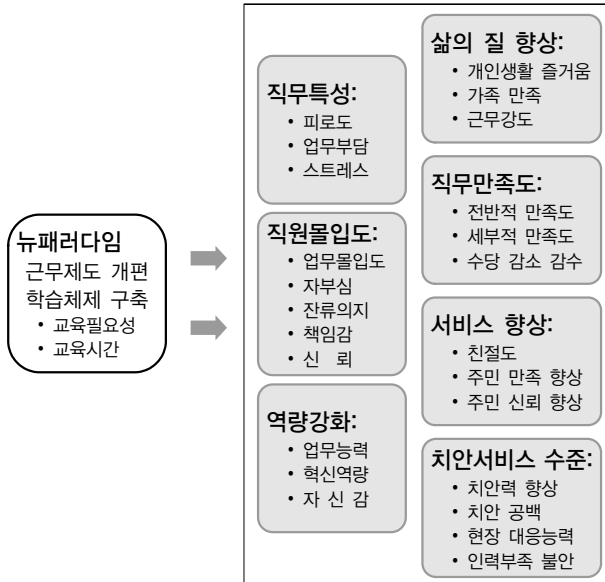 뉴패러다임
근무제도 개편
학습체제 구축
• 교육필요성
• 교육시간
직무특성:
• 피로도
• 업무부담
• 스트레스
직원몰입도:
• 업무몰입도
• 자부심
• 잔류의지
• 책임감
• 신 뢰
역량강화:
• 업무능력
• 혁신역량
• 자 신 감
삶의 질 향상:
• 개인생활 즐거움
• 가족 만족
• 근무강도
직무만족도:
• 전반적 만족도
• 세부적 만족도
• 수당 감소 감수
서비스 향상:
• 친절도
• 주민 만족 향상
• 주민 신뢰 향상
치안서비스 수준:
• 치안력 향상
• 치안 공백
• 현장 대응능력
• 인력부족 불안